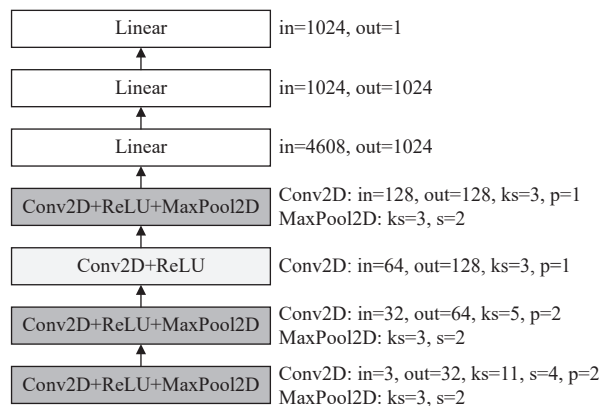 Linear in=1024, out=1
Linear in=1024, out=1024
Linear in=4608, out=1024
Conv2D+ReLU+MaxPool2D Conv2D: in=128, out=128, ks=3, p=1
MaxPool2D: ks=3, s=2
Conv2D+ReLU Conv2D: in=64, out=128, ks=3, p=1
Conv2D+ReLU+MaxPool2D Conv2D: in=32, out=64, ks=5, p=2
MaxPool2D: ks=3, s=2
Conv2D+ReLU+MaxPool2D Conv2D: in=3, out=32, ks=11, s=4, p=2
MaxPool2D: ks=3, s=2